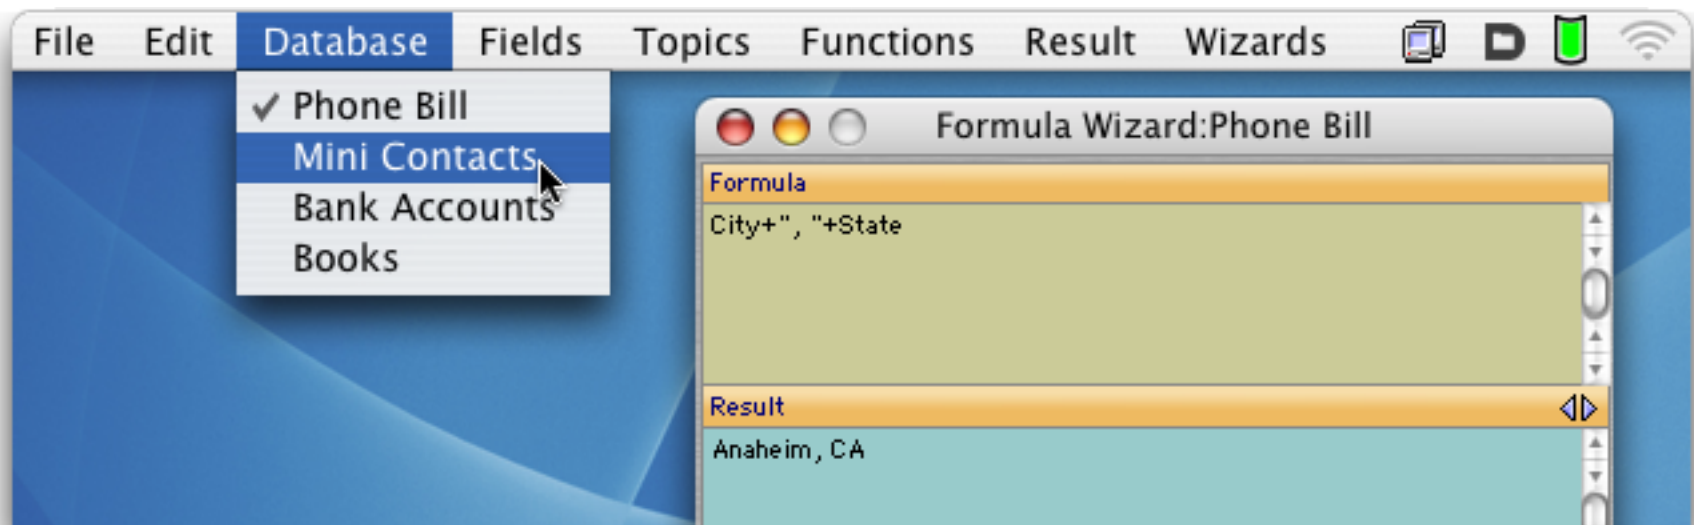 File Edit Database Fields Topics Functions Result Wizards
✓ Phone Bill
Mini Contacts
Bank Accounts
Books
Formula Wizard:Phone Bill
Formula
City+", "+State
Result
Anaheim, CA